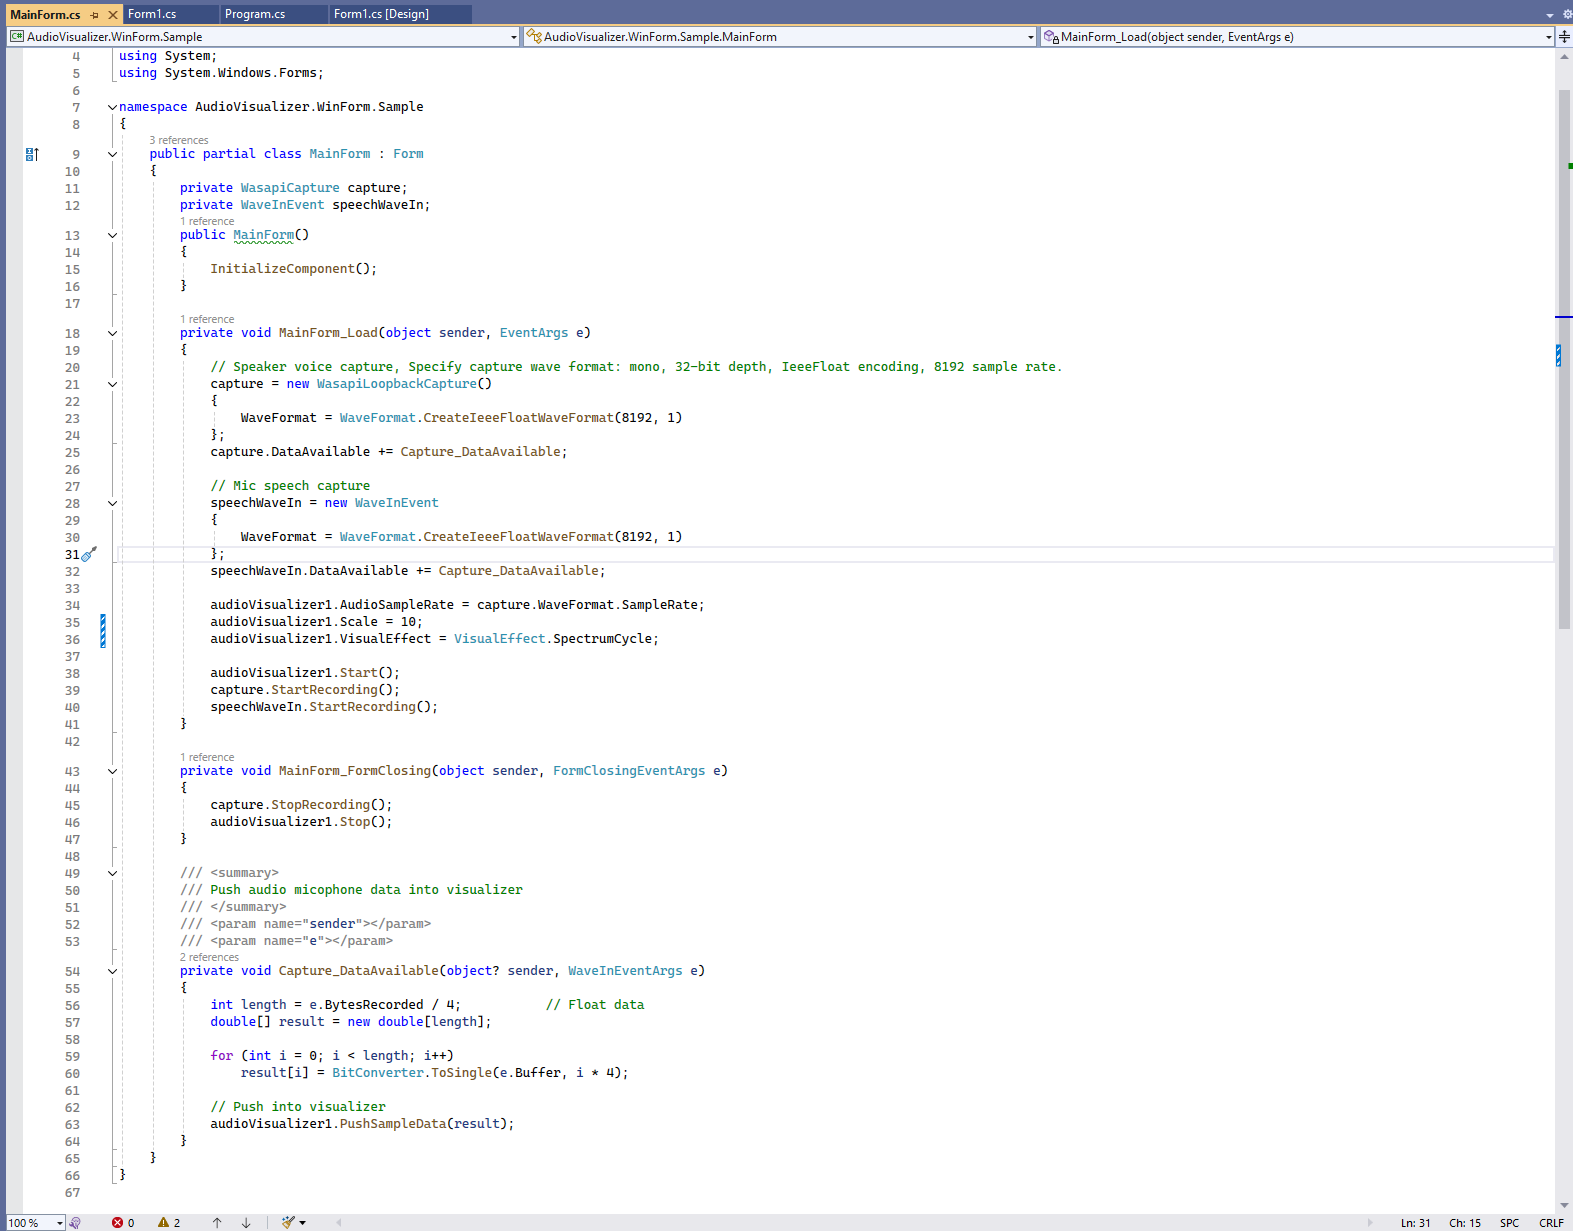 MainForm.cs
Form1.cs
Program.cs
Form1.cs [Design]
C# AudioVisualizer.WinForm.Sample
AudioVisualizer.WinForm.Sample.MainForm
MainForm_Load(object sender, EventArgs e)
4 using System;
5 using System.Windows.Forms;
6
7 namespace AudioVisualizer.WinForm.Sample
8 {
3 references
9 public partial class MainForm : Form
10 {
11 private WasapiCapture capture;
12 private WaveInEvent speechWaveIn;
1 reference
13 public MainForm()
14 {
15 InitializeComponent();
16 }
17
1 reference
18 private void MainForm_Load(object sender, EventArgs e)
19 {
20 // Speaker voice capture, Specify capture wave format: mono, 32-bit depth, IeeeFloat encoding, 8192 sample rate.
21 capture = new WasapiLoopbackCapture()
22 {
23 WaveFormat = WaveFormat.CreateIeeeFloatWaveFormat(8192, 1)
24 };
25 capture.DataAvailable += Capture_DataAvailable;
26
27 // Mic speech capture
28 speechWaveIn = new WaveInEvent
29 {
30 WaveFormat = WaveFormat.CreateIeeeFloatWaveFormat(8192, 1)
31 };
32 speechWaveIn.DataAvailable += Capture_DataAvailable;
33
34 audioVisualizer1.AudioSampleRate = capture.WaveFormat.SampleRate;
35 audioVisualizer1.Scale = 10;
36 audioVisualizer1.VisualEffect = VisualEffect.SpectrumCycle;
37
38 audioVisualizer1.Start();
39 capture.StartRecording();
40 speechWaveIn.StartRecording();
41 }
42
1 reference
43 private void MainForm_FormClosing(object sender, FormClosingEventArgs e)
44 {
45 capture.StopRecording();
46 audioVisualizer1.Stop();
47 }
48
49 /// <summary>
50 /// Push audio micophone data into visualizer
51 /// </summary>
52 /// <param name="sender"></param>
53 /// <param name="e"></param>
2 references
54 private void Capture_DataAvailable(object? sender, WaveInEventArgs e)
55 {
56 int length = e.BytesRecorded / 4; // Float data
57 double[] result = new double[length];
58
59 for (int i = 0; i < length; i++)
60 result[i] = BitConverter.ToSingle(e.Buffer, i * 4);
61
62 // Push into visualizer
63 audioVisualizer1.PushSampleData(result);
64 }
65 }
66 }
67
100 %
0
2
Ln: 31 Ch: 15 SPC CRLF